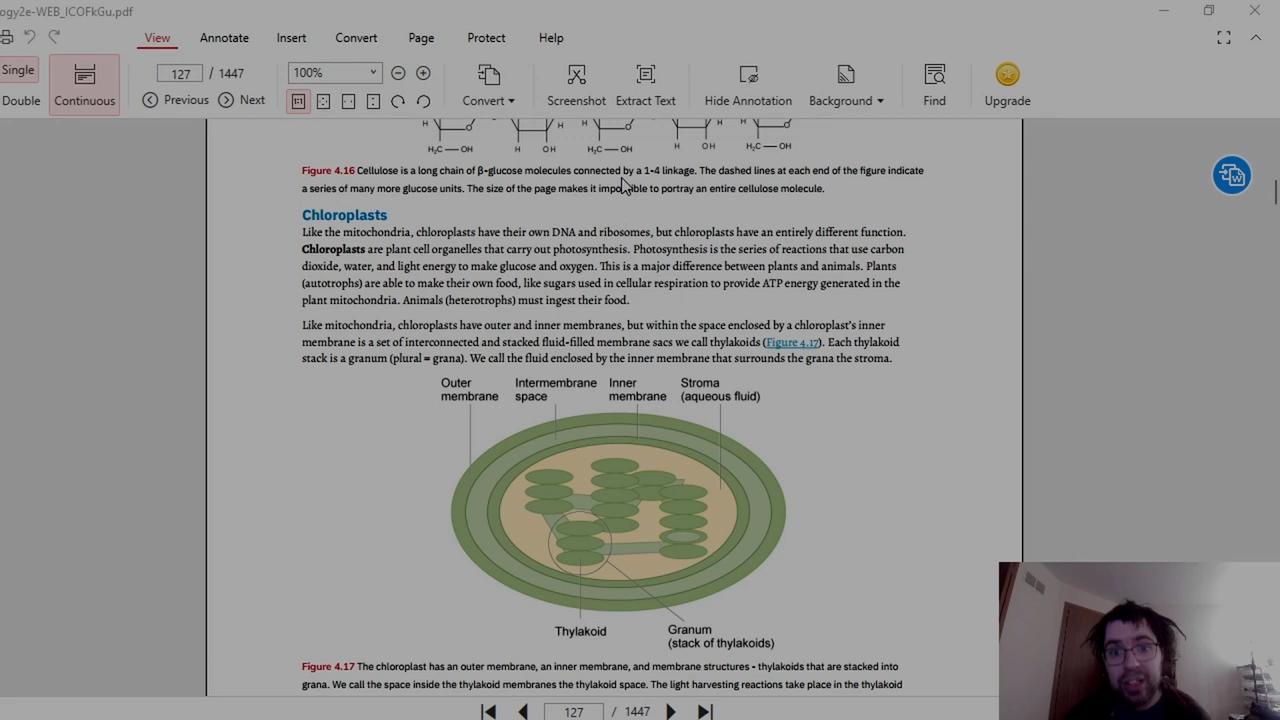 ogy2e-WEB_ICOFkGu.pdf
View Annotate Insert Convert Page Protect Help
Single
Double
Continuous
127 / 1447
Previous Next
100%
Convert
Screenshot
Extract Text
Hide Annotation
Background
Find
Upgrade
H O H H O H O
H₂C — OH H OH H₂C — OH H OH H₂C — OH
Figure 4.16 Cellulose is a long chain of β-glucose molecules connected by a 1-4 linkage. The dashed lines at each end of the figure indicate
a series of many more glucose units. The size of the page makes it impossible to portray an entire cellulose molecule.
Chloroplasts
Like the mitochondria, chloroplasts have their own DNA and ribosomes, but chloroplasts have an entirely different function.
Chloroplasts are plant cell organelles that carry out photosynthesis. Photosynthesis is the series of reactions that use carbon
dioxide, water, and light energy to make glucose and oxygen. This is a major difference between plants and animals. Plants
(autotrophs) are able to make their own food, like sugars used in cellular respiration to provide ATP energy generated in the
plant mitochondria. Animals (heterotrophs) must ingest their food.
Like mitochondria, chloroplasts have outer and inner membranes, but within the space enclosed by a chloroplast's inner
membrane is a set of interconnected and stacked fluid-filled membrane sacs we call thylakoids (Figure 4.17). Each thylakoid
stack is a granum (plural = grana). We call the fluid enclosed by the inner membrane that surrounds the grana the stroma.
Outer membrane
Intermembrane space
Inner membrane
Stroma (aqueous fluid)
Thylakoid
Granum (stack of thylakoids)
Figure 4.17 The chloroplast has an outer membrane, an inner membrane, and membrane structures - thylakoids that are stacked into
grana. We call the space inside the thylakoid membranes the thylakoid space. The light harvesting reactions take place in the thylakoid
127 / 1447